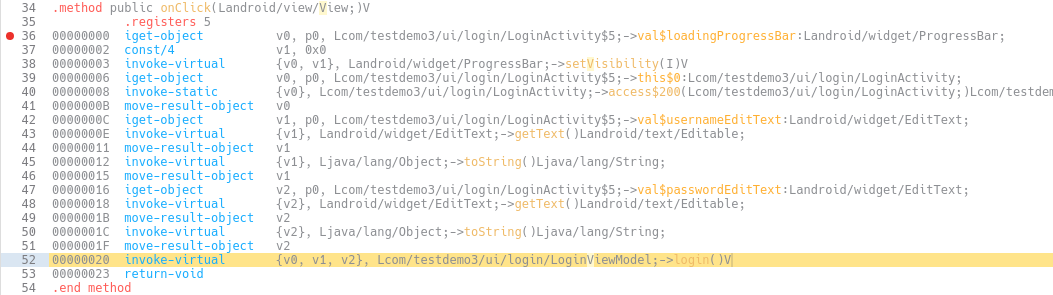 34 .method public onClick(Landroid/view/View;)V
35 .registers 5
36 00000000 iget-object v0, p0, Lcom/testdemo3/ui/login/LoginActivity$5;->val$loadingProgressBar:Landroid/widget/ProgressBar;
37 00000002 const/4 v1, 0x0
38 00000003 invoke-virtual {v0, v1}, Landroid/widget/ProgressBar;->setVisibility(I)V
39 00000006 iget-object v0, p0, Lcom/testdemo3/ui/login/LoginActivity$5;->this$0:Lcom/testdemo3/ui/login/LoginActivity;
40 00000008 invoke-static {v0}, Lcom/testdemo3/ui/login/LoginActivity;->access$200(Lcom/testdemo3/ui/login/LoginActivity;)Lcom/testdem
41 0000000B move-result-object v0
42 0000000C iget-object v1, p0, Lcom/testdemo3/ui/login/LoginActivity$5;->val$usernameEditText:Landroid/widget/EditText;
43 0000000E invoke-virtual {v1}, Landroid/widget/EditText;->getText()Landroid/text/Editable;
44 00000011 move-result-object v1
45 00000012 invoke-virtual {v1}, Ljava/lang/Object;->toString()Ljava/lang/String;
46 00000015 move-result-object v1
47 00000016 iget-object v2, p0, Lcom/testdemo3/ui/login/LoginActivity$5;->val$passwordEditText:Landroid/widget/EditText;
48 00000018 invoke-virtual {v2}, Landroid/widget/EditText;->getText()Landroid/text/Editable;
49 0000001B move-result-object v2
50 0000001C invoke-virtual {v2}, Ljava/lang/Object;->toString()Ljava/lang/String;
51 0000001F move-result-object v2
52 00000020 invoke-virtual {v0, v1, v2}, Lcom/testdemo3/ui/login/LoginViewModel;->login()V
53 00000023 return-void
54 .end method